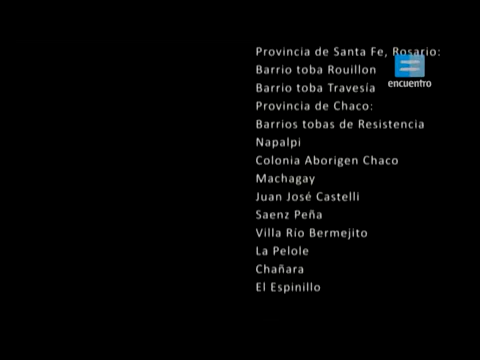 Provincia de Santa Fe, Rosario:
Barrio toba Rouillon
Barrio toba Travesía
encuentro
Provincia de Chaco:
Barrios tobas de Resistencia
Napalpi
Colonia Aborigen Chaco
Machagay
Juan José Castelli
Saenz Peña
Villa Río Bermejito
La Pelole
Chañara
El Espinillo